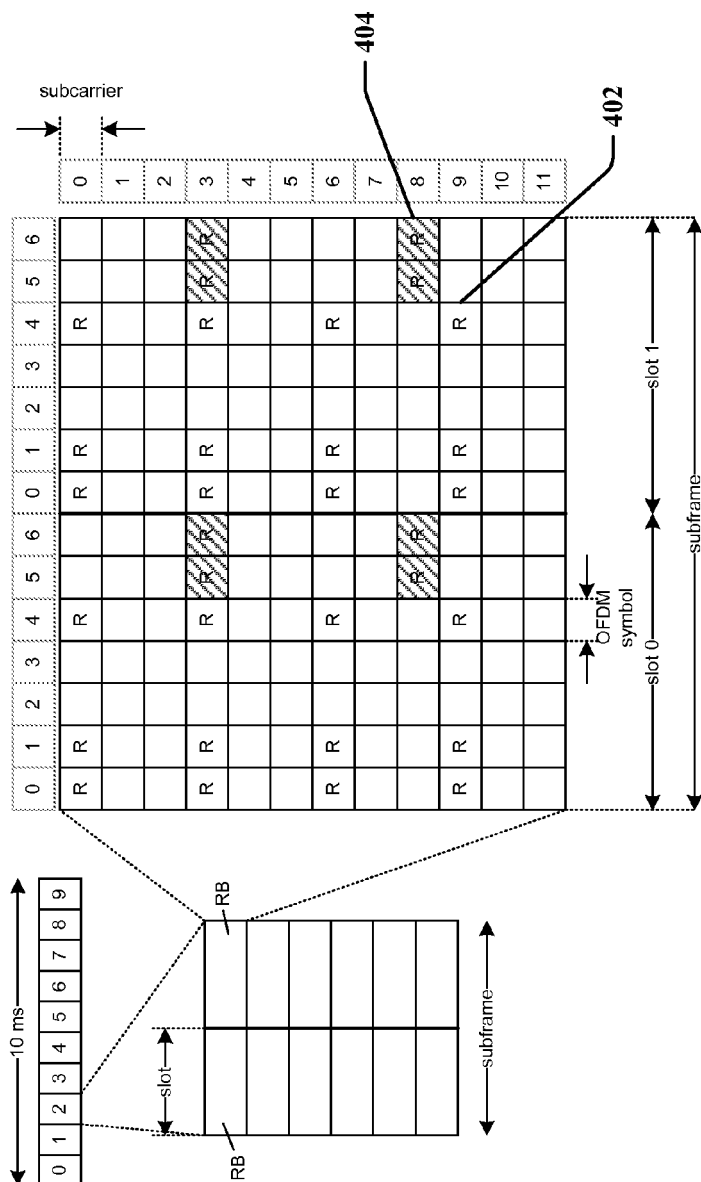 10 ms
0 1 2 3 4 5 6 7 8 9
slot
RB
RB
subframe
subcarrier
0 1 2 3 4 5 6 0 1 2 3 4 5 6
R R R R R R 0
1
2
R R R R R R R R R R 3
4
5
R R R R R R 6
7
R R R R 8
R R R R R R 9
10
11
404
402
OFDM
symbol
slot 0
slot 1
subframe